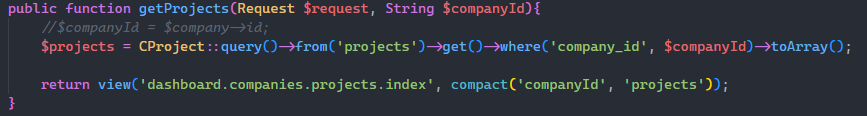 public function getProjects(Request $request, String $companyId){
//$companyId = $company->id;
$projects = CProject::query()->from('projects')->get()->where('company_id', $companyId)->toArray();
return view('dashboard.companies.projects.index', compact('companyId', 'projects'));
}